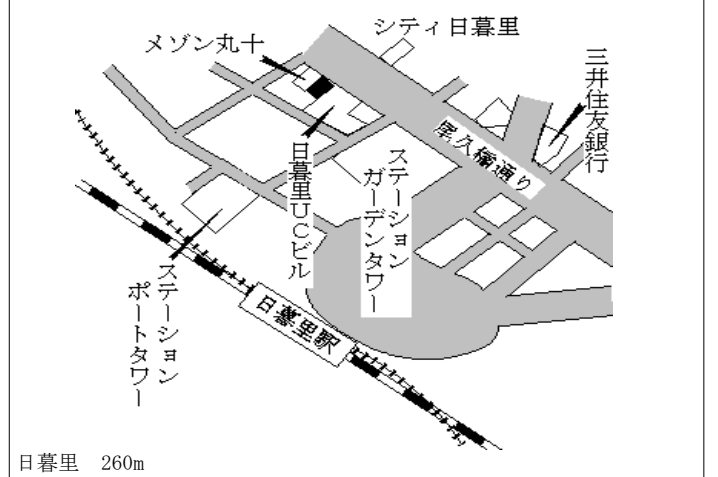 シティ日暮里
メゾン丸十
三井住友銀行
尾久橋通り
日暮里UCビル
ステーション
ガーデンタワー
ステーション
ポートタワー
日暮里駅
日暮里　260m